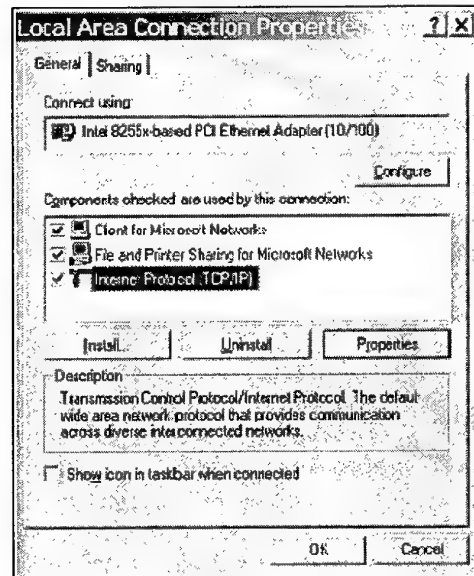 Local Area Connection Properties
? X
General Sharing
Connect using:
Intel 8255x-based PCI Ethernet Adapter (10/100)
Configure
Components checked are used by this connection:
Client for Microsoft Networks
File and Printer Sharing for Microsoft Networks
Internet Protocol (TCP/IP)
Install... Uninstall Properties
Description
Transmission Control Protocol/Internet Protocol. The default
wide area network protocol that provides communication
across diverse interconnected networks.
Show icon in taskbar when connected
OK Cancel